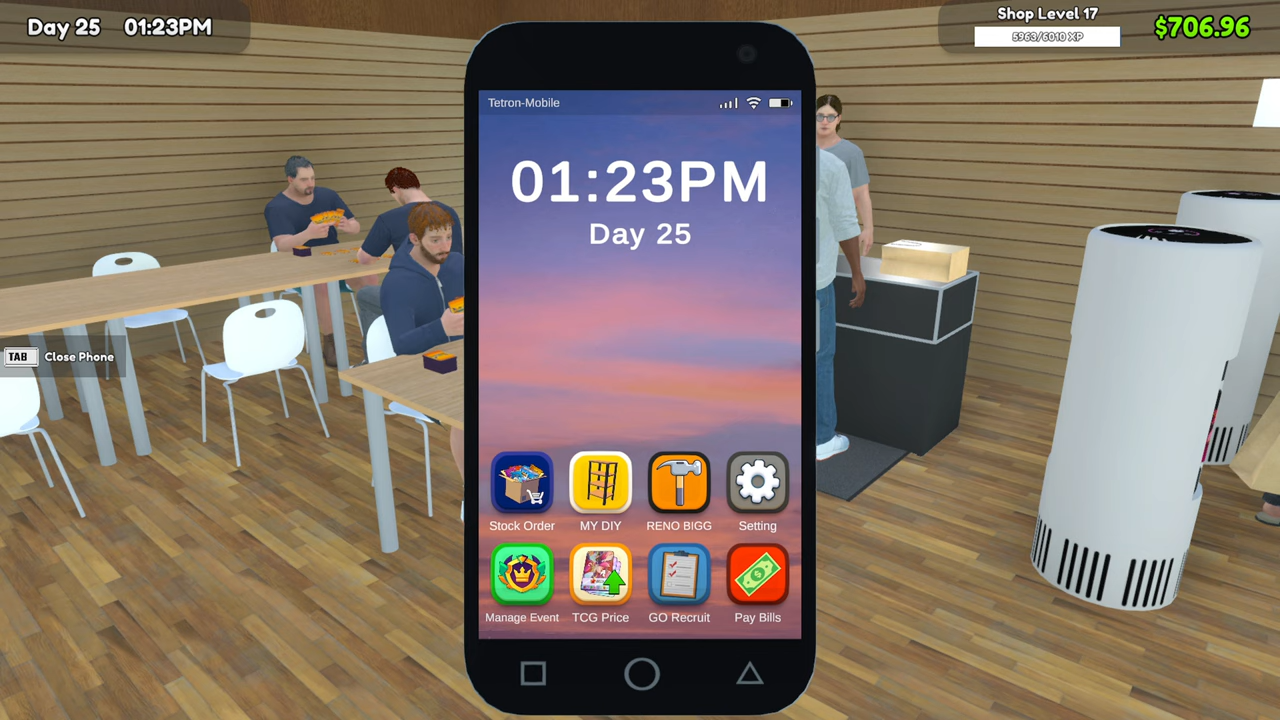 Day 25 01:23PM
Shop Level 17
5963/6010 XP
$706.96
Tetron-Mobile
01:23PM
Day 25
TAB Close Phone
Stock Order MY DIY RENO BIGG Setting
Manage Event TCG Price GO Recruit Pay Bills